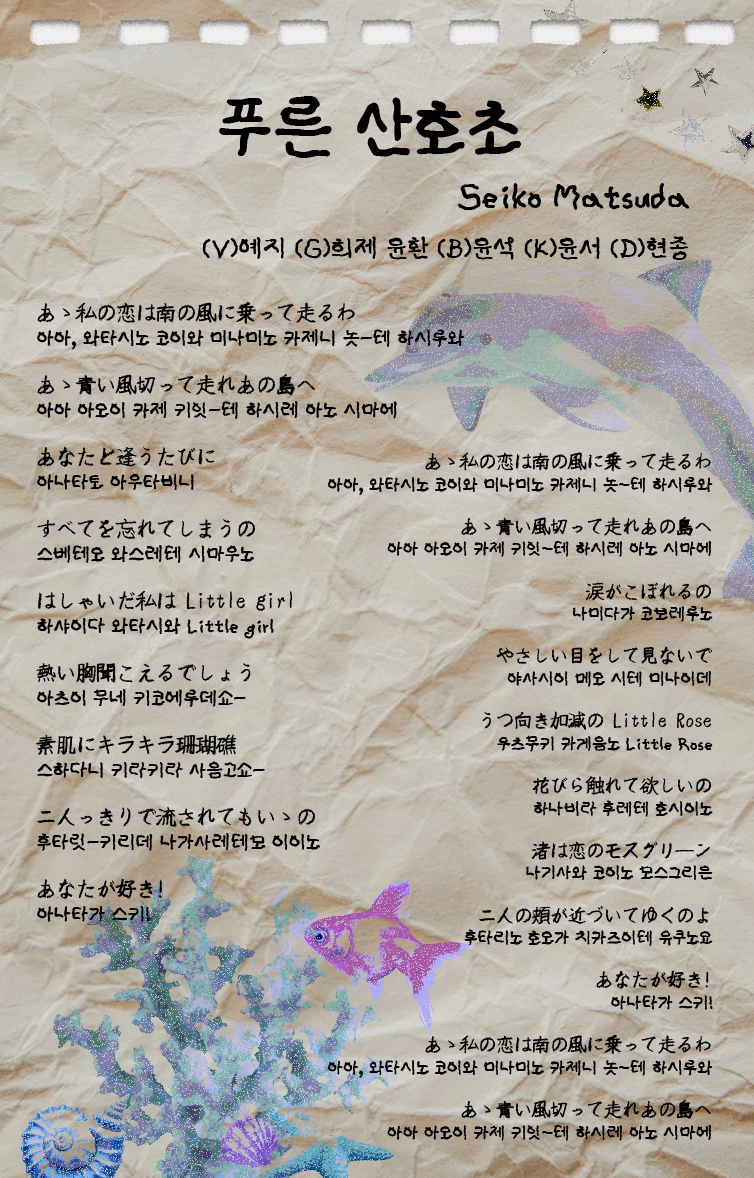 푸른 산호초
Seiko Matsuda
(V)예지 (G)희제 윤환 (B)윤석 (K)윤서 (D)현종
あゝ私の恋は南の風に乗って走るわ
아아, 와타시노 코이와 미나미노 카제니 놋-테 하시루와
あゝ青い風切って走れあの島へ
아아 아오이 카제 키잇-테 하시레 아노 시마에
あなたと逢うたびに
아나타토 아우타비니
すべてを忘れてしまうの
스베테오 와스레테 시마우노
はしゃいだ私は Little girl
하샤이다 와타시와 Little girl
熱い胸聞こえるでしょう
아츠이 무네 키코에루데쇼-
素肌にキラキラ珊瑚礁
스하다니 키라키라 사음고쇼-
二人っきりで流されてもいゝの
후타릿-키리데 나가사레테모 이이노
あなたが好き!
아나타가 스키!
あゝ私の恋は南の風に乗って走るわ
아아, 와타시노 코이와 미나미노 카제니 놋~테 하시루와
あゝ青い風切って走れあの島へ
아아 아오이 카제 키잇~테 하시레 아노 시마에
涙がこぼれるの
나미다가 코보레루노
やさしい目をして見ないで
야사시이 메오 시테 미나이데
うつ向き加減の Little Rose
우츠무키 카게음노 Little Rose
花びら触れて欲しいの
하나비라 후레테 호시이노
渚は恋のモスグリーン
나기사와 코이노 모스그리은
二人の頬が近づいてゆくのよ
후타리노 호오가 치카즈이테 유쿠노요
あなたが好き!
아나타가 스키!
あゝ私の恋は南の風に乗って走るわ
아아, 와타시노 코이와 미나미노 카제니 놋~테 하시루와
あゝ青い風切って走れあの島へ
아아 아오이 카제 키잇~테 하시레 아노 시마에